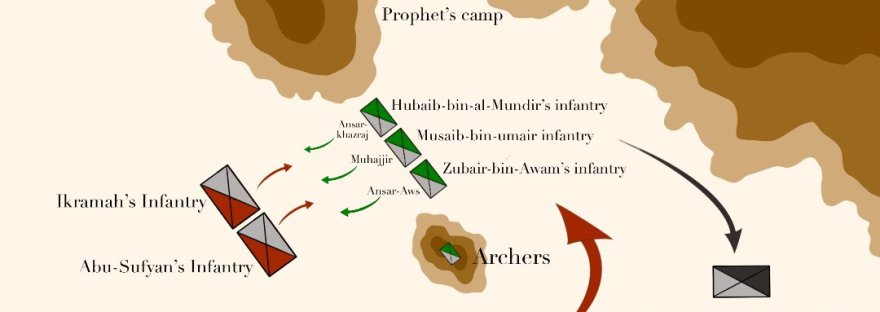 Prophet's camp
Hubaib-bin-al-Mundir's infantry
Ansar-
khazraj
Musaib-bin-umair infantry
Muhajjir
Zubair-bin-Awam's infantry
Ansar-Aws
Ikramah's Infantry
Abu-Sufyan's Infantry
Archers